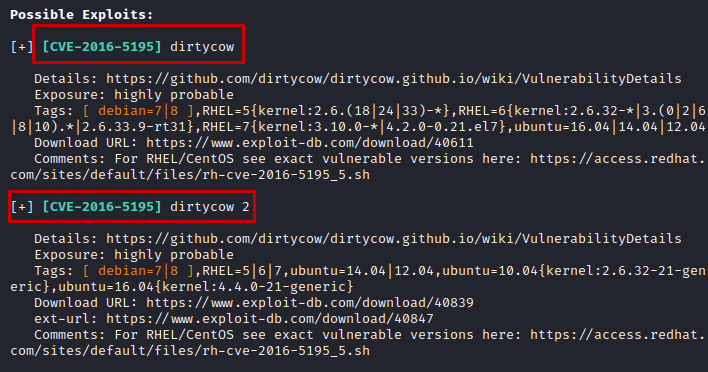 Possible Exploits:
[+] [CVE-2016-5195] dirtycow
Details: https://github.com/dirtycow/dirtycow.github.io/wiki/VulnerabilityDetails
Exposure: highly probable
Tags: [ debian=7|8 ],RHEL=5{kernel:2.6.(18|24|33)-*},RHEL=6{kernel:2.6.32-*|3.(0|2|6
|8|10).*|2.6.33.9-rt31},RHEL=7{kernel:3.10.0-*|4.2.0-0.21.el7},ubuntu=16.04|14.04|12.04
Download URL: https://www.exploit-db.com/download/40611
Comments: For RHEL/CentOS see exact vulnerable versions here: https://access.redhat.
com/sites/default/files/rh-cve-2016-5195_5.sh
[+] [CVE-2016-5195] dirtycow 2
Details: https://github.com/dirtycow/dirtycow.github.io/wiki/VulnerabilityDetails
Exposure: highly probable
Tags: [ debian=7|8 ],RHEL=5|6|7,ubuntu=14.04|12.04,ubuntu=10.04{kernel:2.6.32-21-gen
eric},ubuntu=16.04{kernel:4.4.0-21-generic}
Download URL: https://www.exploit-db.com/download/40839
ext-url: https://www.exploit-db.com/download/40847
Comments: For RHEL/CentOS see exact vulnerable versions here: https://access.redhat.
com/sites/default/files/rh-cve-2016-5195_5.sh